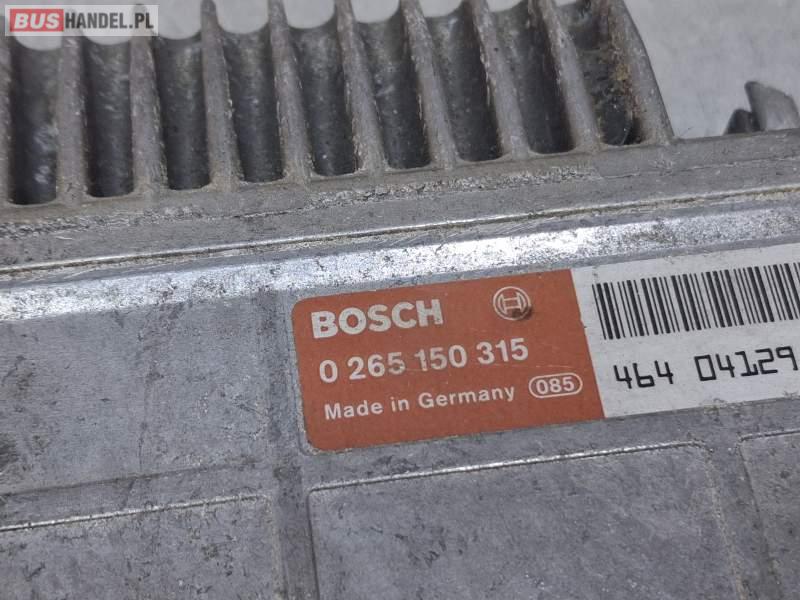 BUSHANDEL.PL
BOSCH
0 265 150 315
Made in Germany 085
464 04129